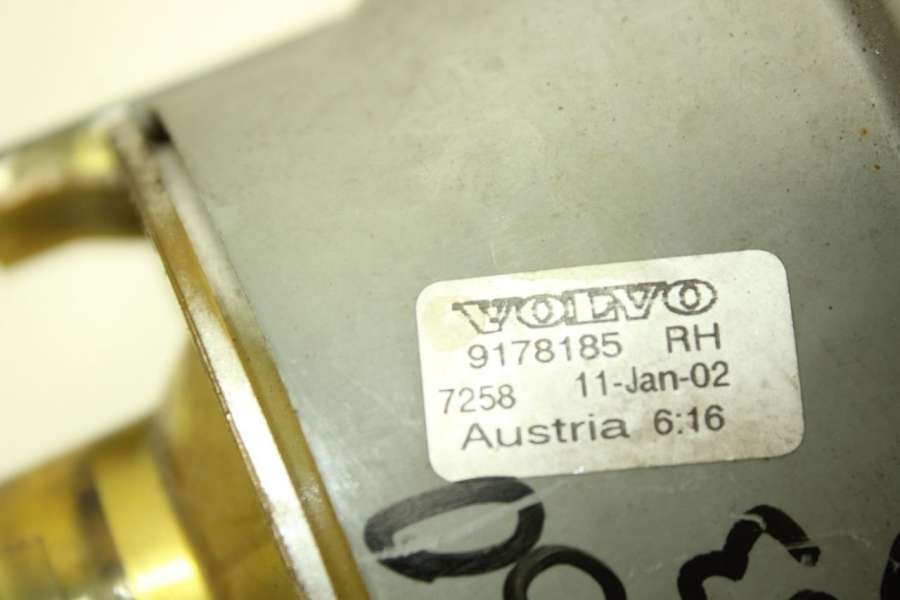 VOLVO
9178185 RH
7258 11-Jan-02
Austria 6:16